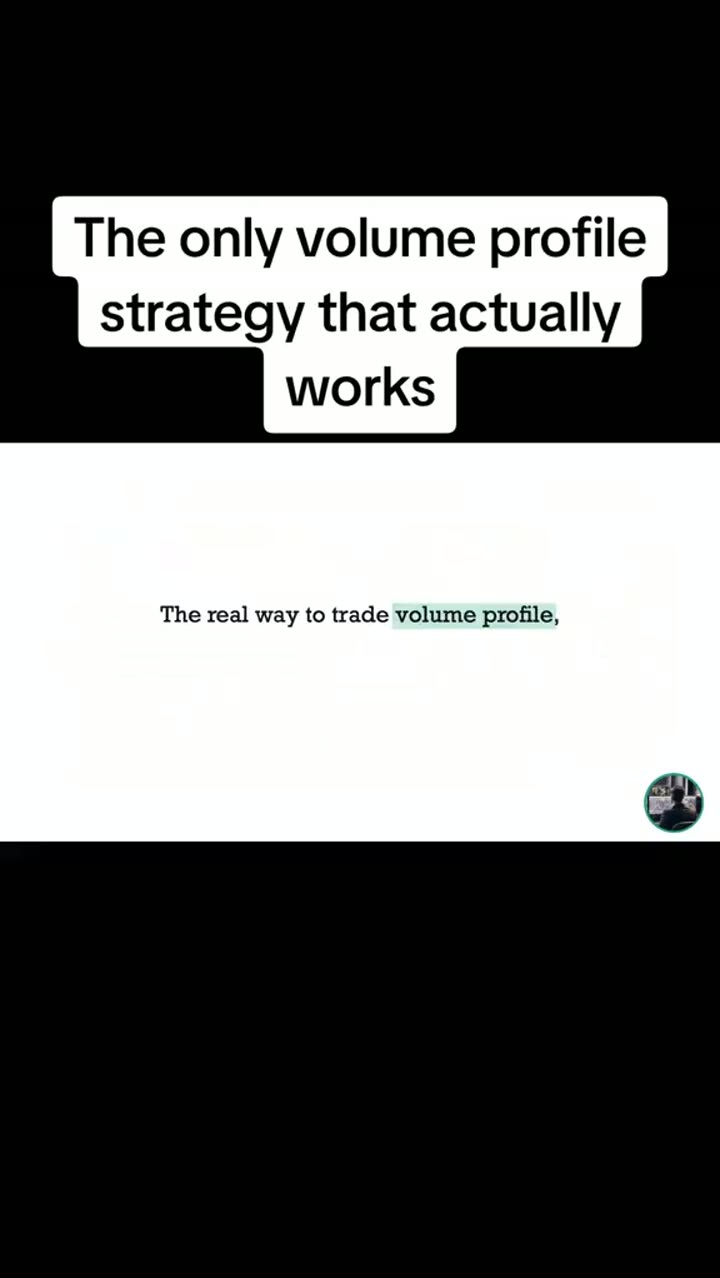 The only volume profile
strategy that actually
works
The real way to trade volume profile,